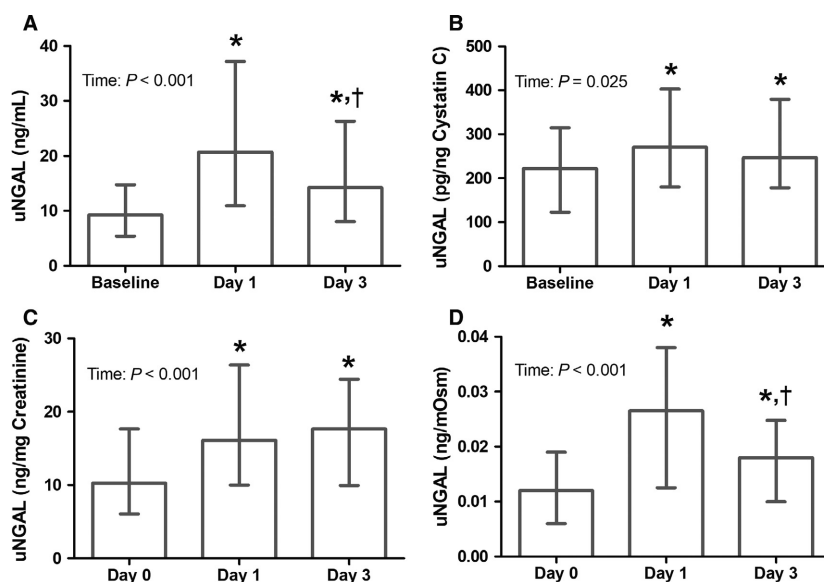 A
uNGAL (ng/mL)
40
30
20
10
0
Time: P < 0.001
*
*,†
Baseline Day 1 Day 3
B
uNGAL (pg/ng Cystatin C)
500
400
300
200
100
0
Time: P = 0.025
*
*
Baseline Day 1 Day 3
C
uNGAL (ng/mg Creatinine)
30
20
10
0
Time: P < 0.001
*
*
Day 0 Day 1 Day 3
D
uNGAL (ng/mOsm)
0.04
0.03
0.02
0.01
0.00
Time: P < 0.001
*
*,†
Day 0 Day 1 Day 3